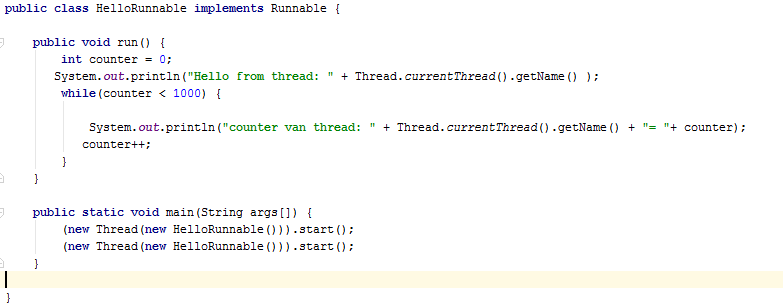 public class HelloRunnable implements Runnable {
public void run() {
int counter = 0;
System.out.println("Hello from thread: " + Thread.currentThread().getName() );
while(counter < 1000) {
System.out.println("counter van thread: " + Thread.currentThread().getName() + "= "+ counter);
counter++;
}
}
public static void main(String args[]) {
(new Thread(new HelloRunnable())).start();
(new Thread(new HelloRunnable())).start();
}
}